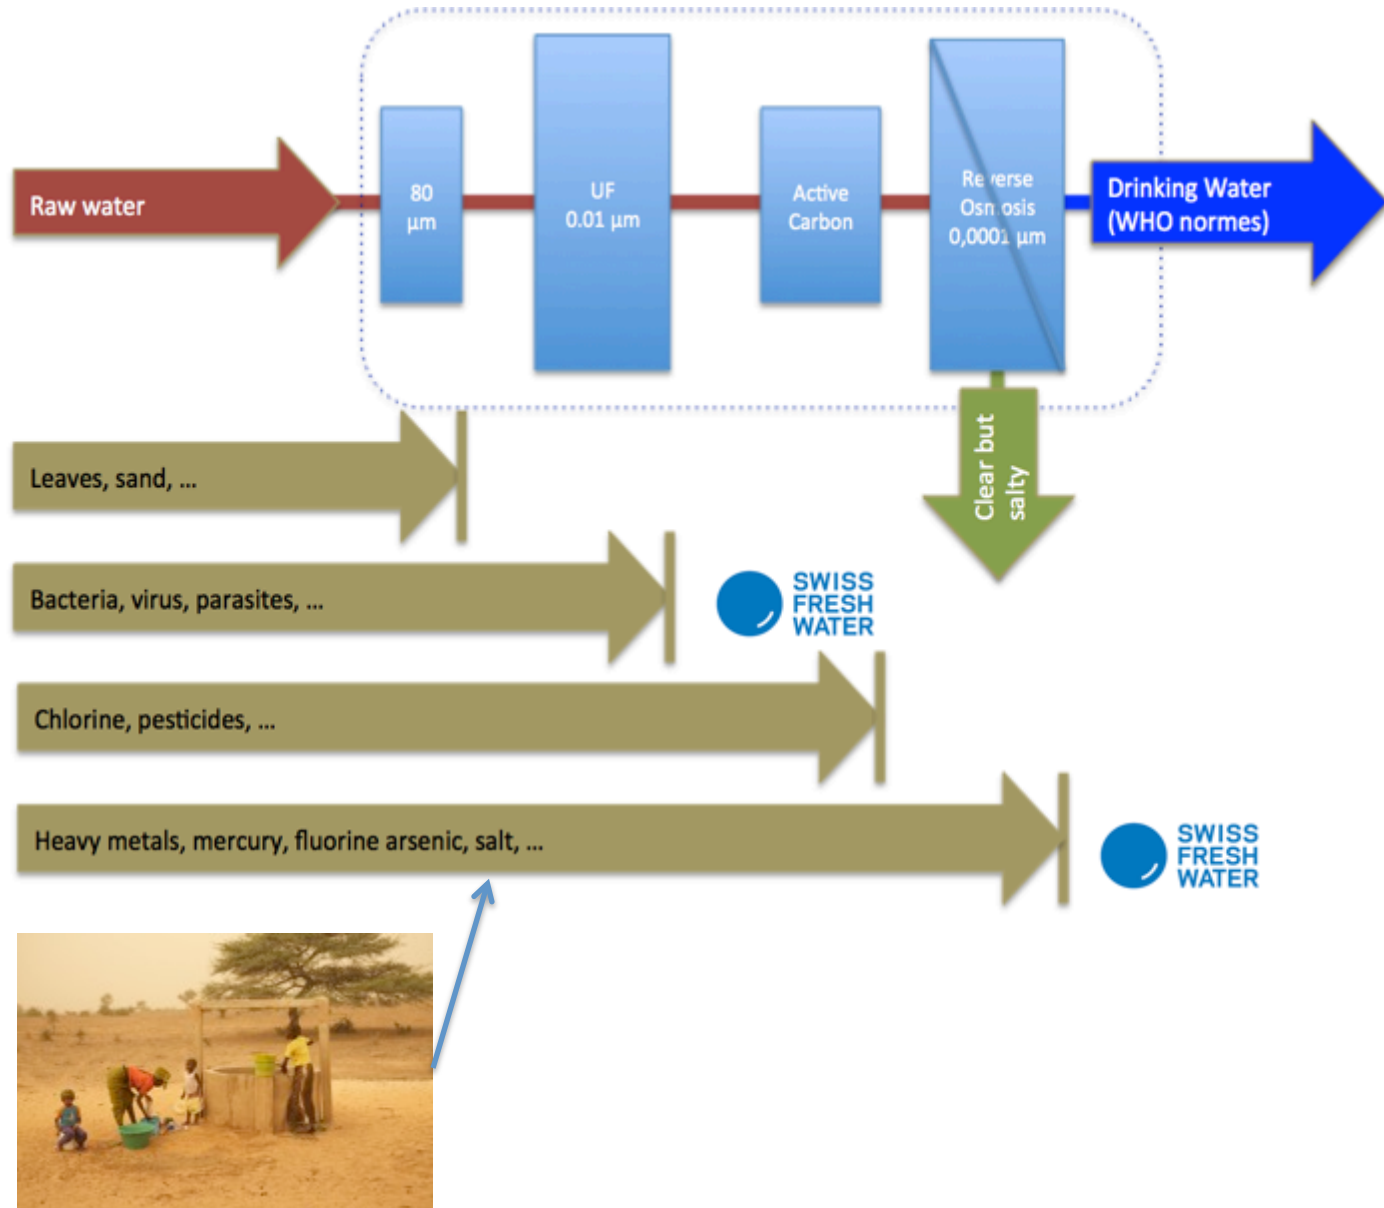 Raw water
80
µm
UF
0.01 µm
Active
Carbon
Reverse
Osmosis
0,0001 µm
Drinking Water
(WHO normes)
Clear but
salty
Leaves, sand, ...
Bacteria, virus, parasites, ...
SWISS
FRESH
WATER
Chlorine, pesticides, ...
Heavy metals, mercury, fluorine arsenic, salt, ...
SWISS
FRESH
WATER